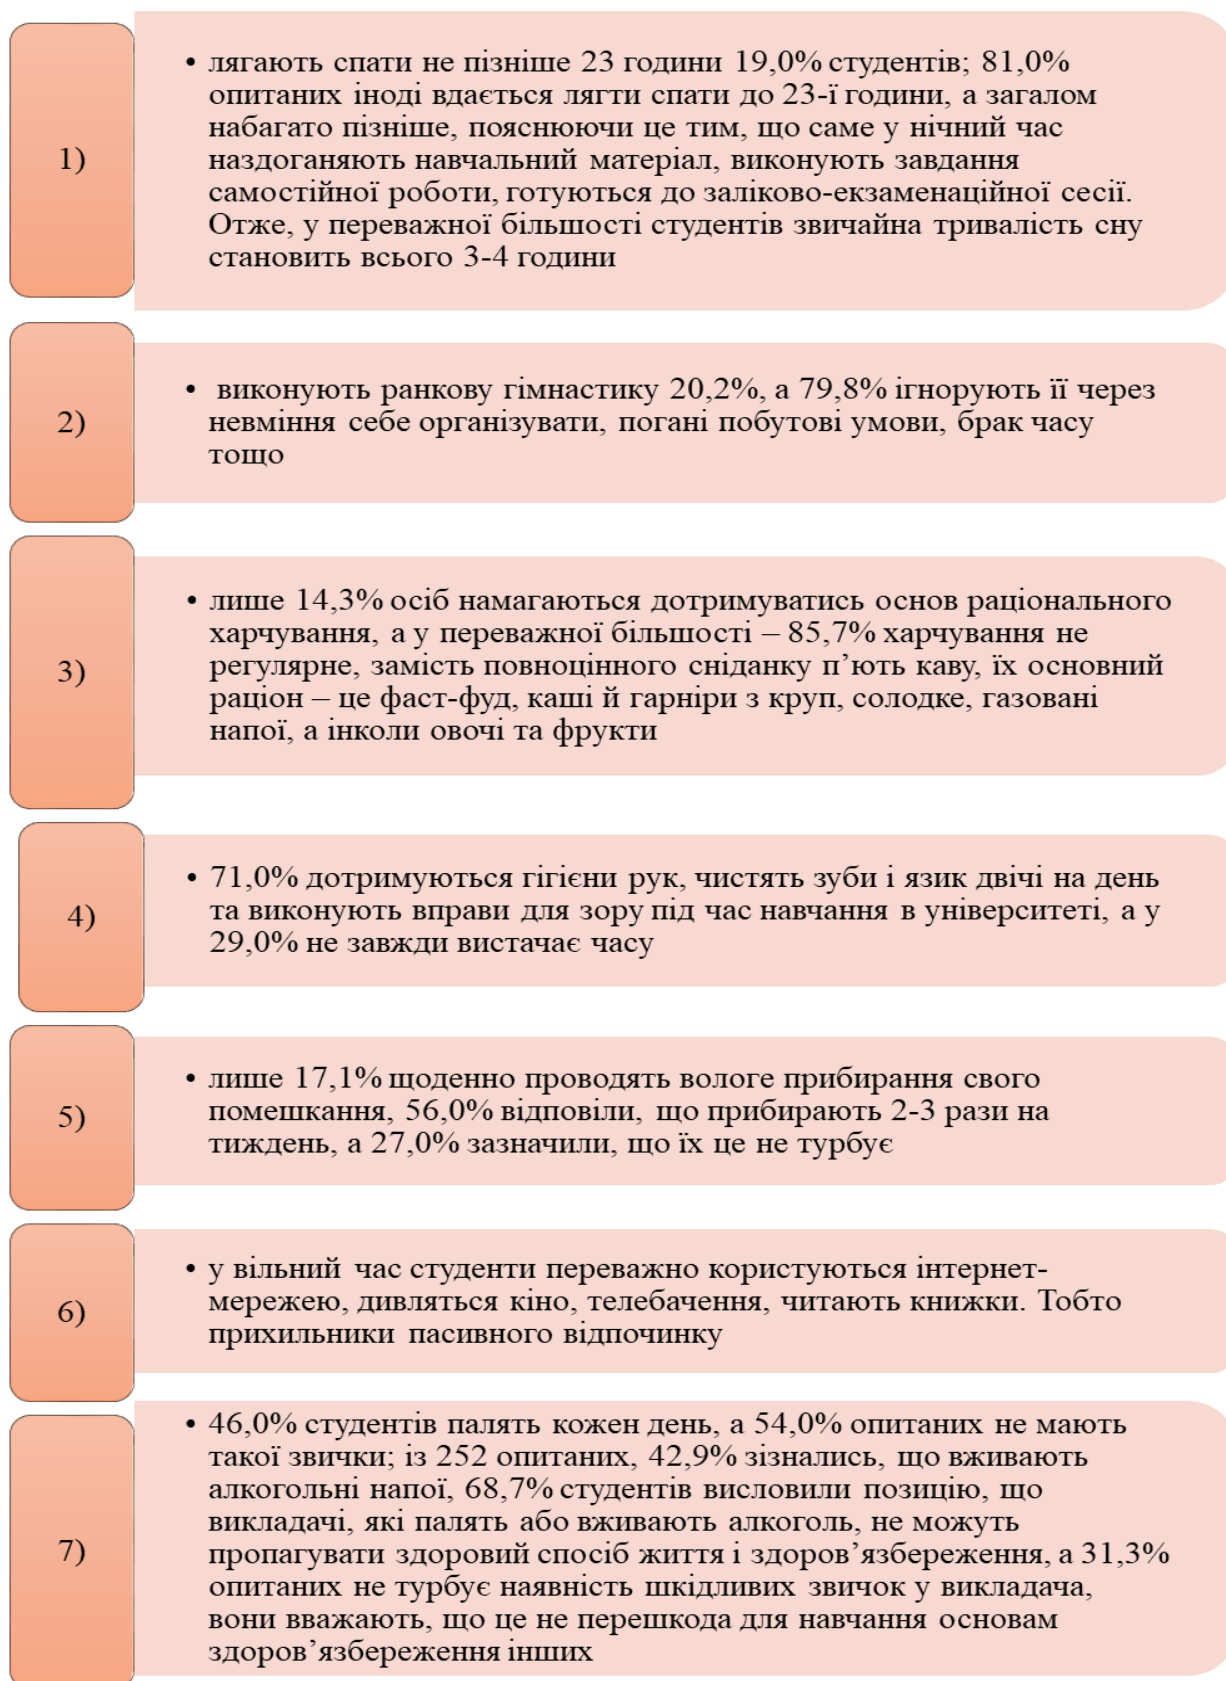 1)
• лягають спати не пізніше 23 години 19,0% студентів; 81,0%
опитаних іноді вдається лягти спати до 23-ї години, а загалом
набагато пізніше, пояснюючи це тим, що саме у нічний час
наздоганяють навчальний матеріал, виконують завдання
самостійної роботи, готуються до заліково-екзаменаційної сесії.
Отже, у переважної більшості студентів звичайна тривалість сну
становить всього 3-4 години
2)
• виконують ранкову гімнастику 20,2%, а 79,8% ігнорують її через
невміння себе організувати, погані побутові умови, брак часу
тощо
3)
• лише 14,3% осіб намагаються дотримуватись основ раціонального
харчування, а у переважної більшості – 85,7% харчування не
регулярне, замість повноцінного сніданку п’ють каву, їх основний
раціон – це фаст-фуд, каші й гарніри з круп, солодке, газовані
напої, а інколи овочі та фрукти
4)
• 71,0% дотримуються гігієни рук, чистять зуби і язик двічі на день
та виконують вправи для зору під час навчання в університеті, а у
29,0% не завжди вистачає часу
5)
• лише 17,1% щоденно проводять вологе прибирання свого
помешкання, 56,0% відповіли, що прибирають 2-3 рази на
тиждень, а 27,0% зазначили, що їх це не турбує
6)
• у вільний час студенти переважно користуються інтернет-
мережею, дивляться кіно, телебачення, читають книжки. Тобто
прихильники пасивного відпочинку
7)
• 46,0% студентів палять кожен день, а 54,0% опитаних не мають
такої звички; із 252 опитаних, 42,9% зізнались, що вживають
алкогольні напої, 68,7% студентів висловили позицію, що
викладачі, які палять або вживають алкоголь, не можуть
пропагувати здоровий спосіб життя і здоров’язбереження, а 31,3%
опитаних не турбує наявність шкідливих звичок у викладача,
вони вважають, що це не перешкода для навчання основам
здоров’язбереження інших